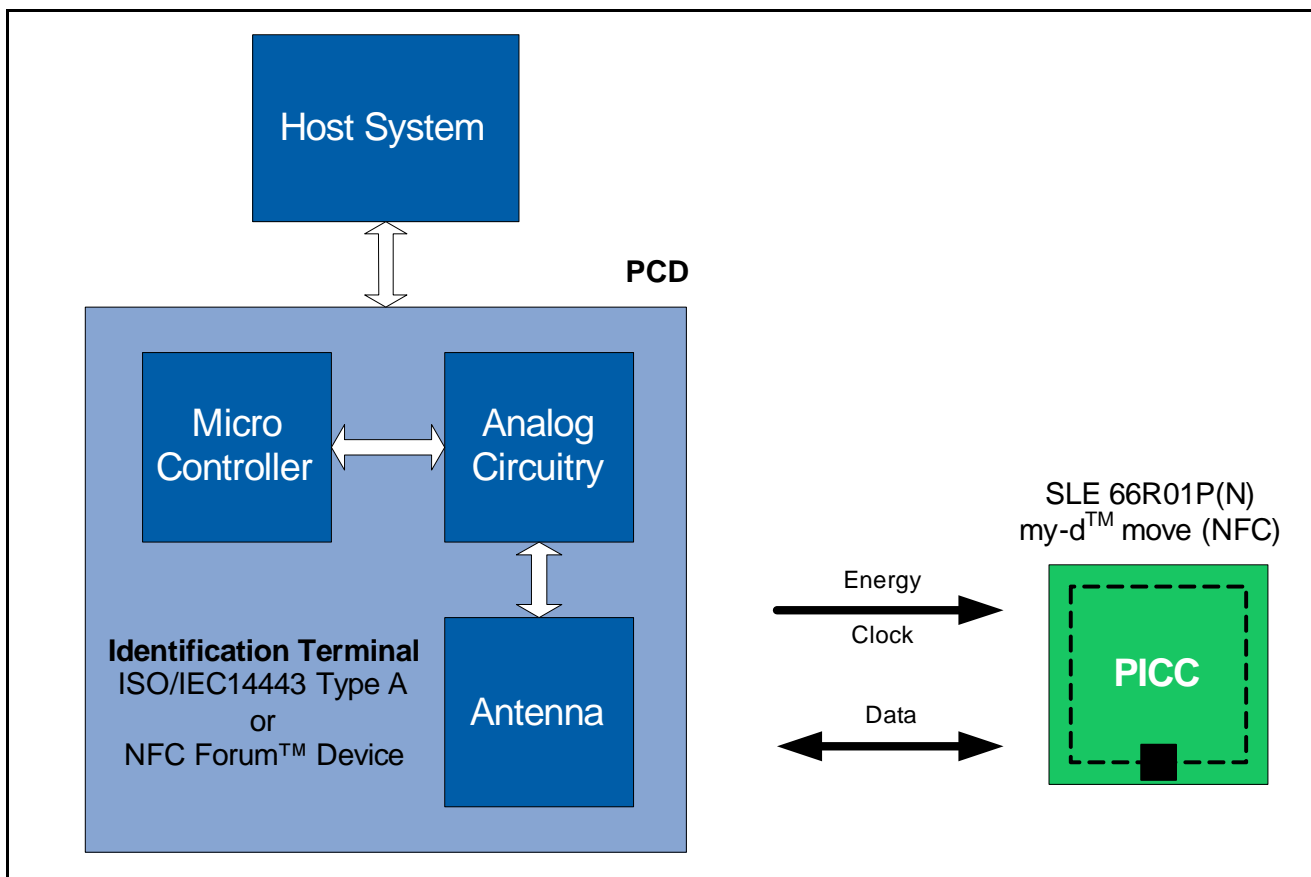 Host System
PCD
Micro
Controller
Analog
Circuitry
Identification Terminal
ISO/IEC14443 Type A
or
NFC Forum™ Device
Antenna
Energy
Clock
Data
SLE 66R01P(N)
my-d™ move (NFC)
PICC